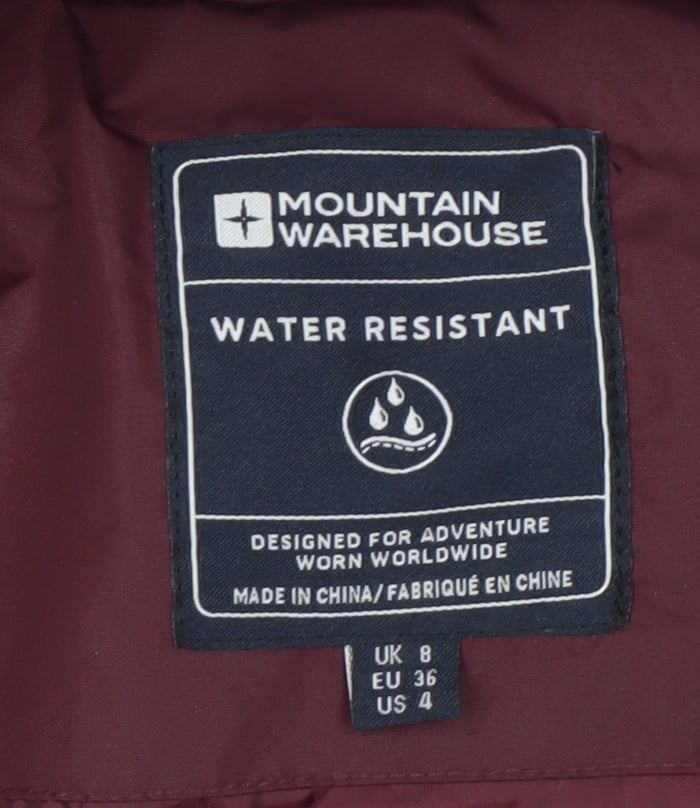 MOUNTAIN
WAREHOUSE
WATER RESISTANT
DESIGNED FOR ADVENTURE
WORN WORLDWIDE
MADE IN CHINA/FABRIQUÉ EN CHINE
UK 8
EU 36
US 4